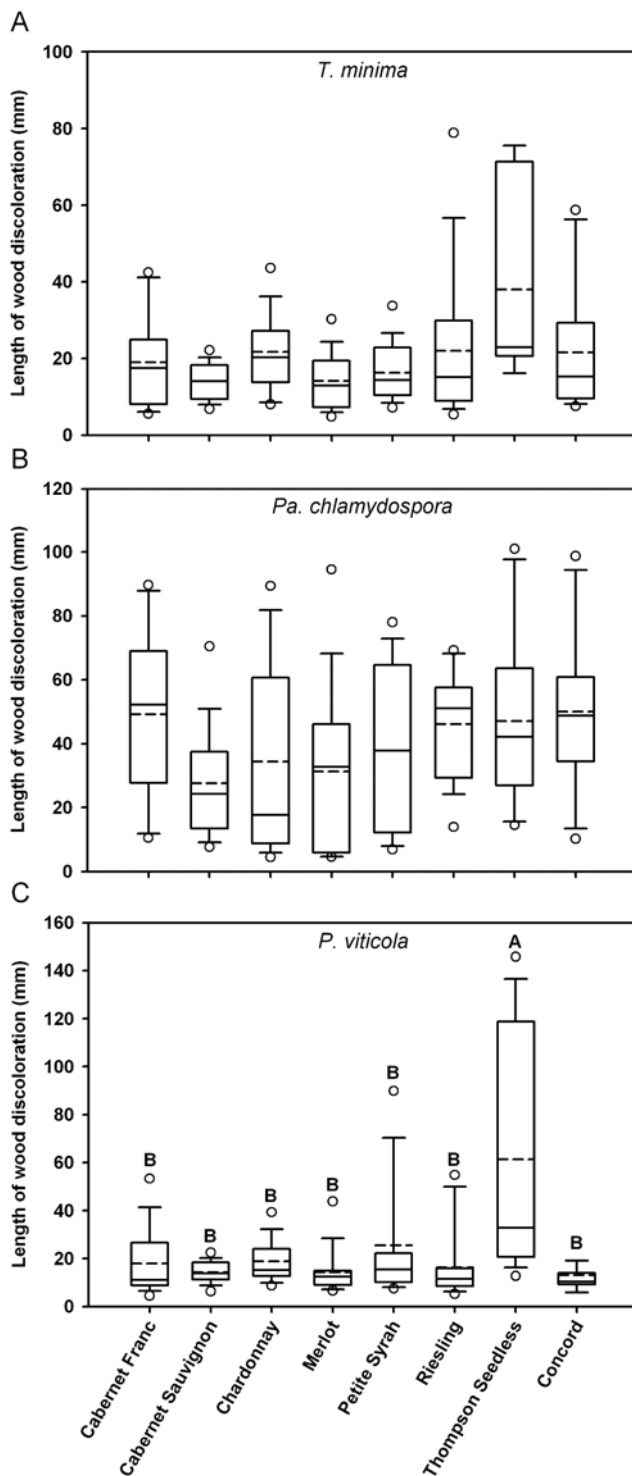 A
T. minima
Length of wood discoloration (mm)
100
80
60
40
20
0
B
Pa. chlamydospora
Length of wood discoloration (mm)
120
100
80
60
40
20
0
C
P. viticola
Length of wood discoloration (mm)
160
140
120
100
80
60
40
20
0
B
B
B
B
B
B
A
B
Cabernet Franc
Cabernet Sauvignon
Chardonnay
Merlot
Petite Syrah
Riesling
Thompson Seedless
Concord